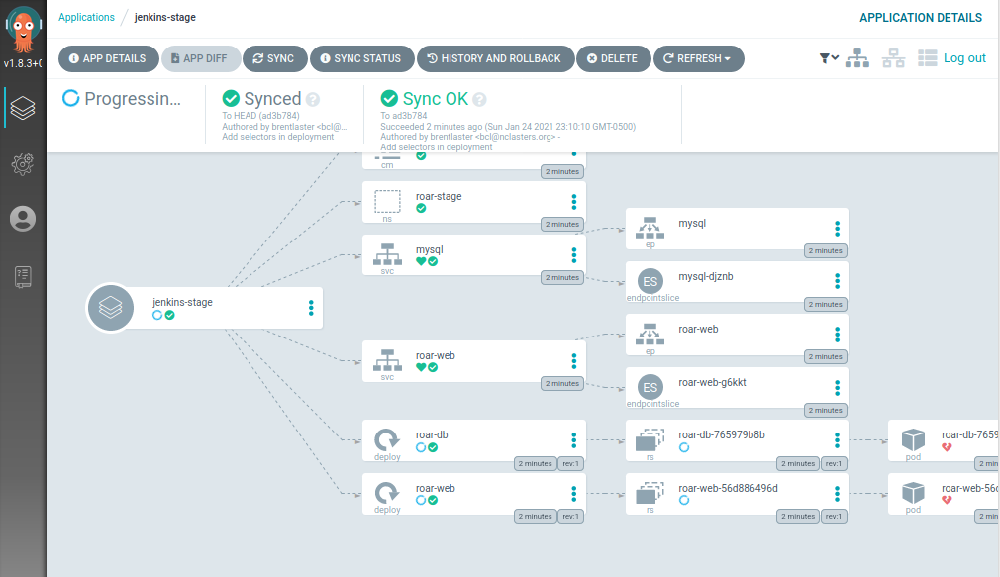 Applications / jenkins-stage
APPLICATION DETAILS
v1.8.3+
APP DETAILS
APP DIFF
SYNC
SYNC STATUS
HISTORY AND ROLLBACK
DELETE
REFRESH
Log out
Progressin...
Synced
To HEAD (ad3b784)
Authored by brentlaster <bcl@...
Add selectors in deployment
Sync OK
To ad3b784
Succeeded 2 minutes ago (Sun Jan 24 2021 23:10:10 GMT-0500)
Authored by brentlaster <bcl@nclasters.org> -
Add selectors in deployment
cm
2 minutes
roar-stage
ns
2 minutes
mysql
svc
2 minutes
mysql
ep
2 minutes
ES
mysql-djznb
endpointslice
2 minutes
jenkins-stage
roar-web
svc
2 minutes
roar-web
ep
2 minutes
ES
roar-web-g6kkt
endpointslice
2 minutes
roar-db
deploy
2 minutes
rev:1
roar-db-765979b8b
rs
2 minutes
rev:1
roar-db-7659
pod
2 min
roar-web
deploy
2 minutes
rev:1
roar-web-56d886496d
rs
2 minutes
rev:1
roar-web-56
pod
2 min